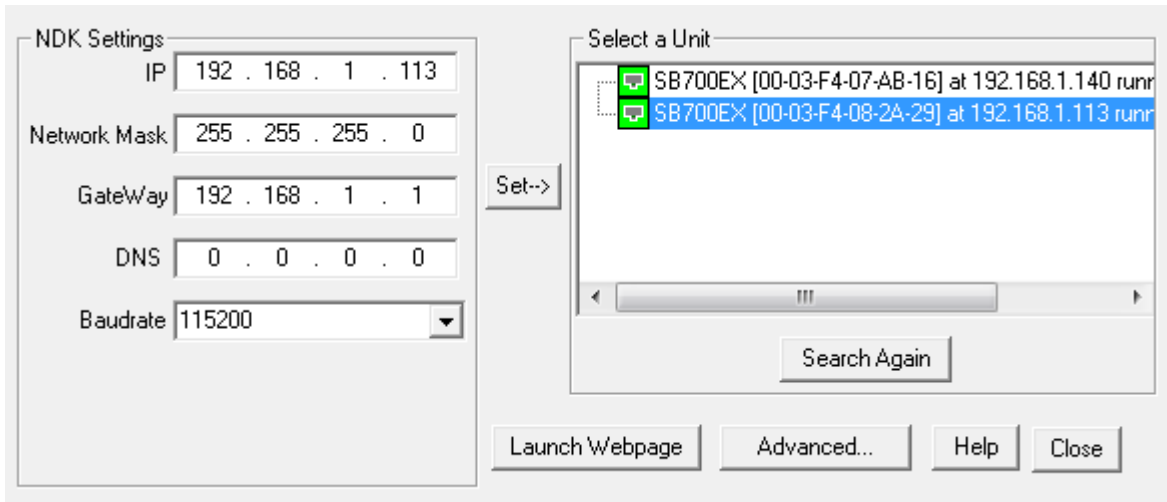 NDK Settings
IP 192 . 168 . 1 . 113
Network Mask 255 . 255 . 255 . 0
GateWay 192 . 168 . 1 . 1
DNS 0 . 0 . 0 . 0
Baudrate 115200
Set-->
Select a Unit
SB700EX [00-03-F4-07-AB-16] at 192.168.1.140 runr
SB700EX [00-03-F4-08-2A-29] at 192.168.1.113 runr
Search Again
Launch Webpage
Advanced...
Help
Close